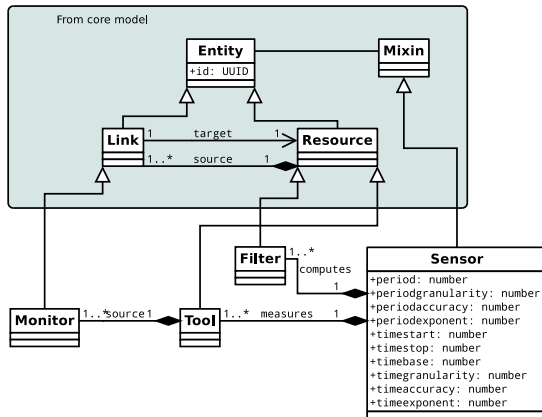 From core model
Entity
+id: UUID
Mixin
Link
1 target 1
Resource
1..* source 1
Filter
1..*
computes
1
Sensor
+period: number
+periodgranularity: number
+periodaccuracy: number
+periodexponent: number
+timestart: number
+timestop: number
+timebase: number
+timegranularity: number
+timeaccuracy: number
+timeexponent: number
Monitor
1..* source 1
Tool
1..* measures 1